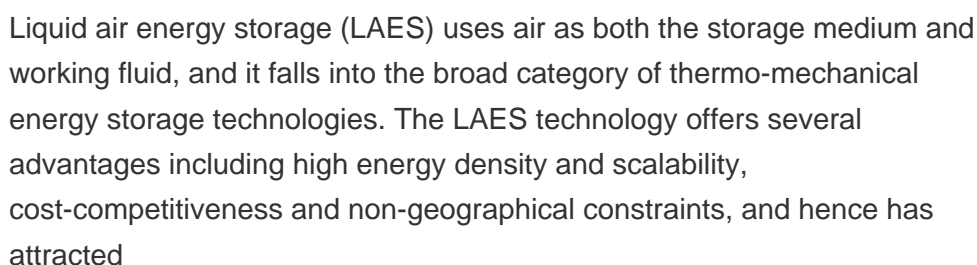 Liquid air energy storage (LAES) uses air as both the storage medium and
working fluid, and it falls into the broad category of thermo-mechanical
energy storage technologies. The LAES technology offers several
advantages including high energy density and scalability,
cost-competitiveness and non-geographical constraints, and hence has
attracted